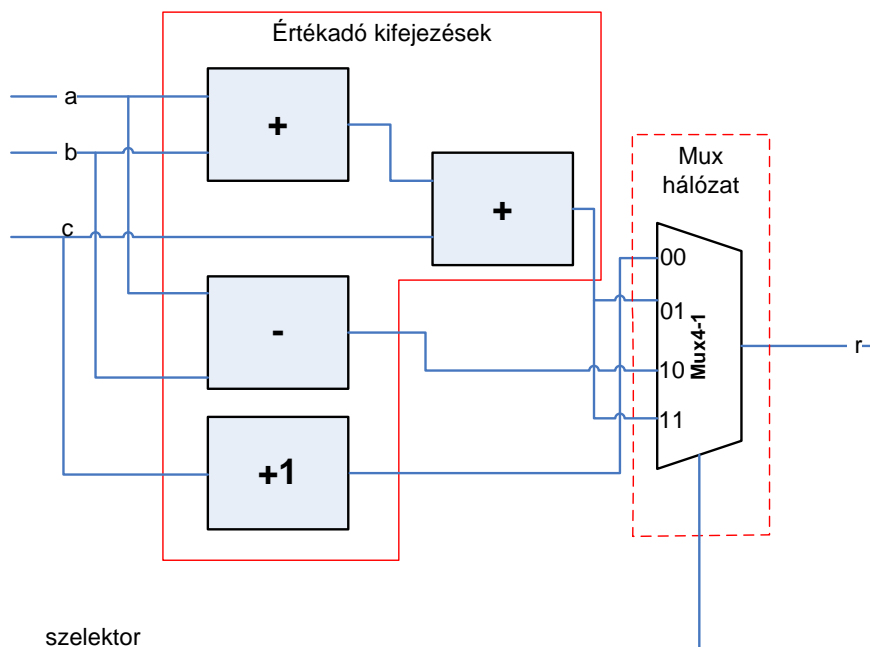 Értékadó kifejezések
a
+
b
+
Mux
hálózat
c
00
01
-
10
Mux4-1
r
11
+1
szelektor